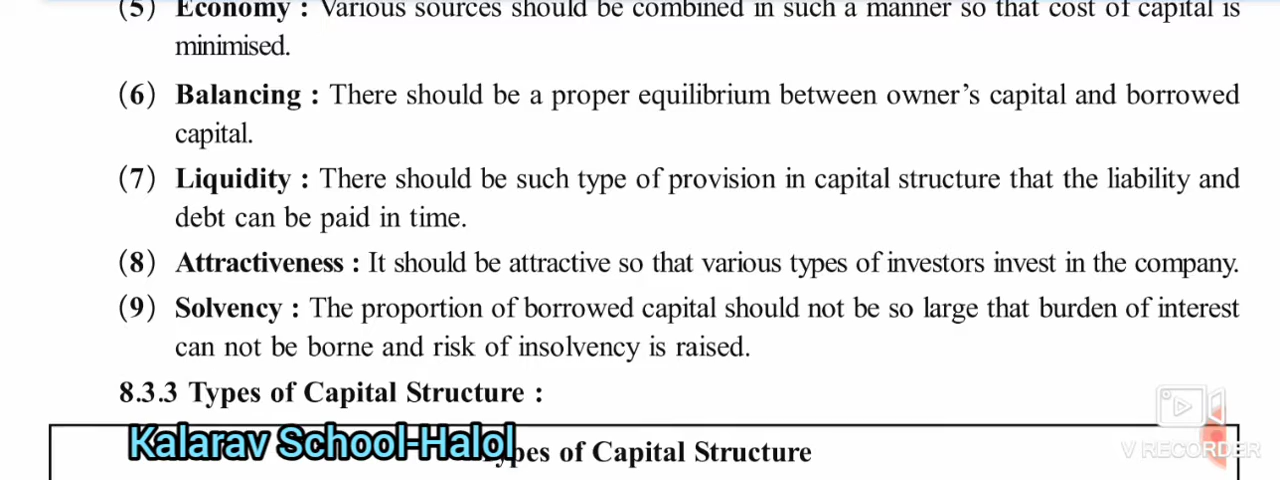 (5) Economy : Various sources should be combined in such a manner so that cost of capital is
minimised.
(6) Balancing : There should be a proper equilibrium between owner's capital and borrowed
capital.
(7) Liquidity : There should be such type of provision in capital structure that the liability and
debt can be paid in time.
(8) Attractiveness : It should be attractive so that various types of investors invest in the company.
(9) Solvency : The proportion of borrowed capital should not be so large that burden of interest
can not be borne and risk of insolvency is raised.
8.3.3 Types of Capital Structure :
Kalarav School-Halol
Types of Capital Structure
V RECORDER